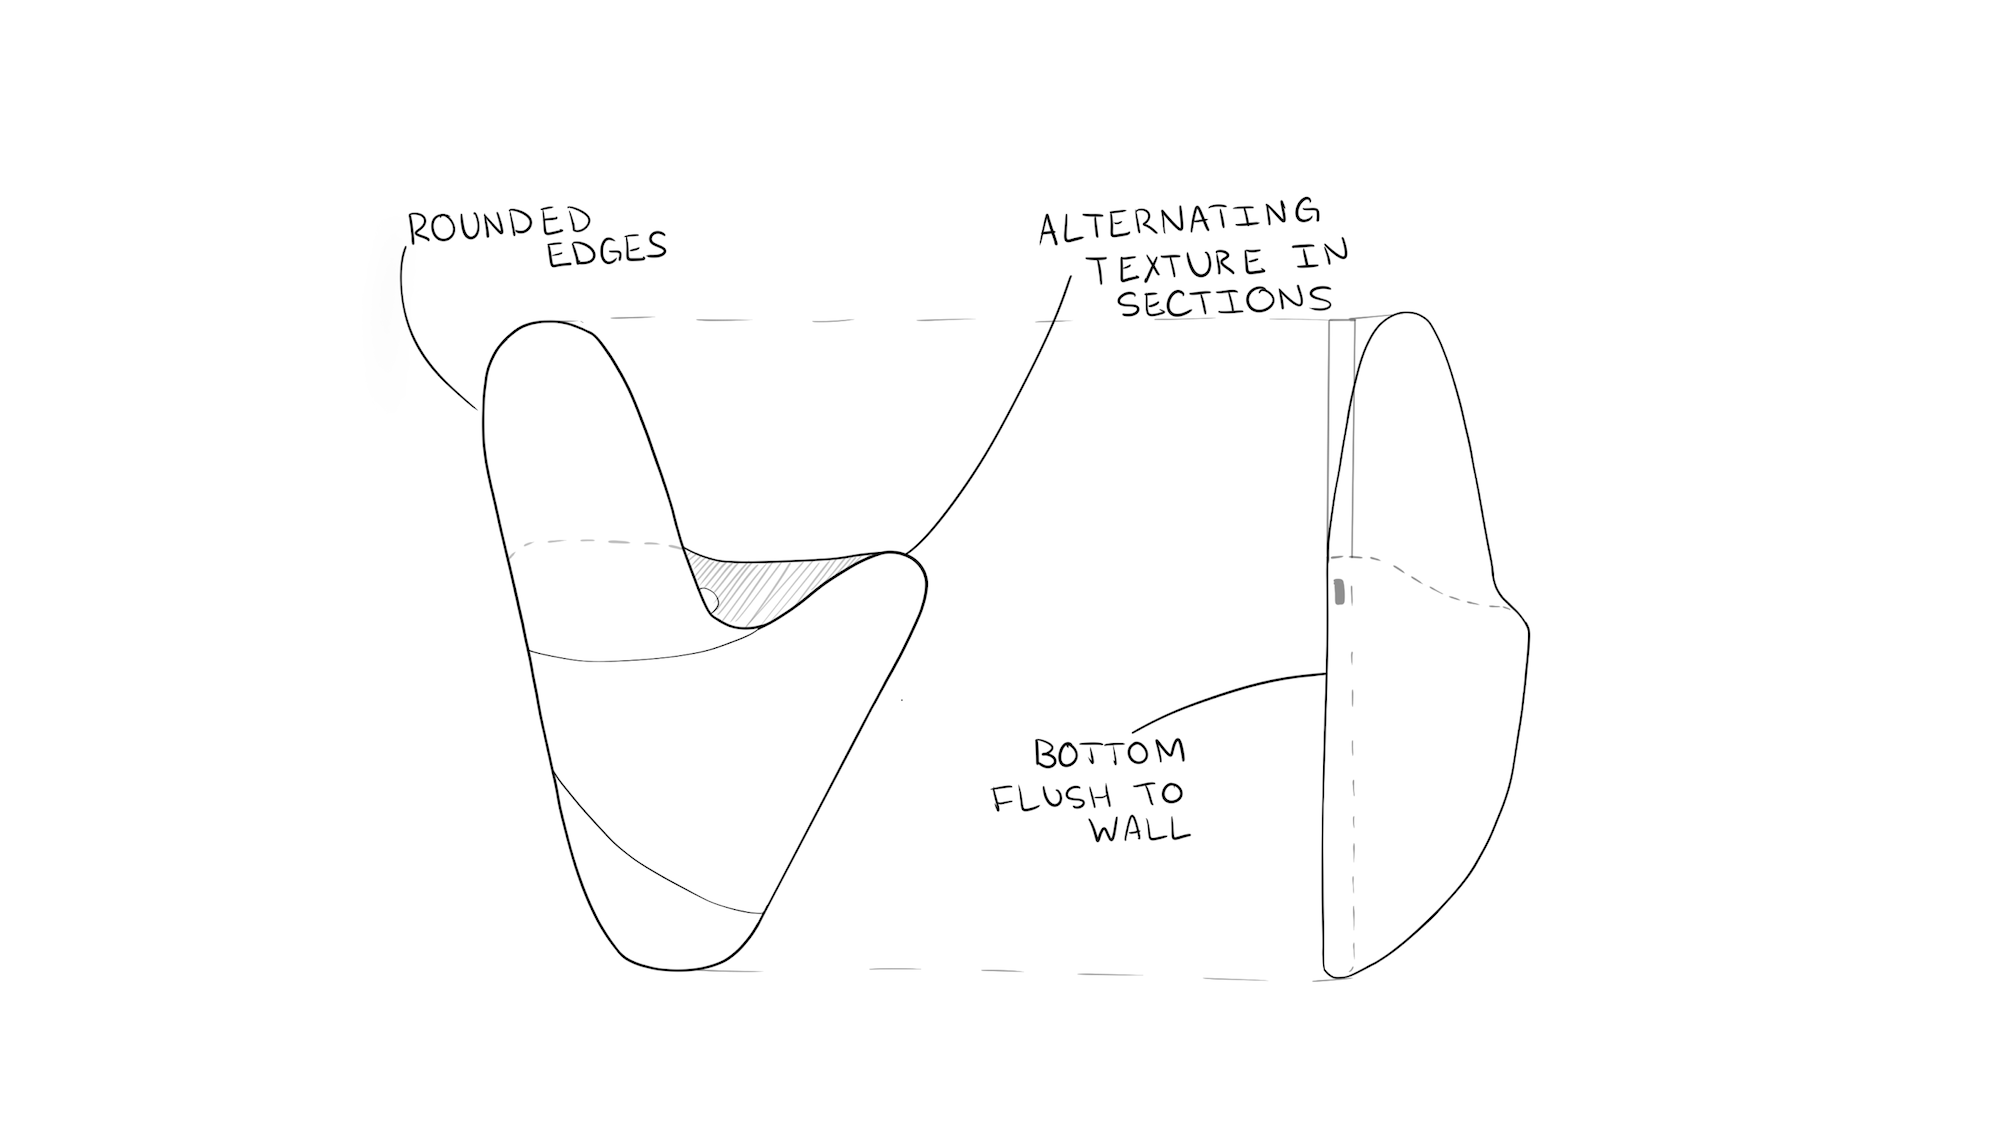 ROUNDED
EDGES
ALTERNATING
TEXTURE IN
SECTIONS
BOTTOM
FLUSH TO
WALL